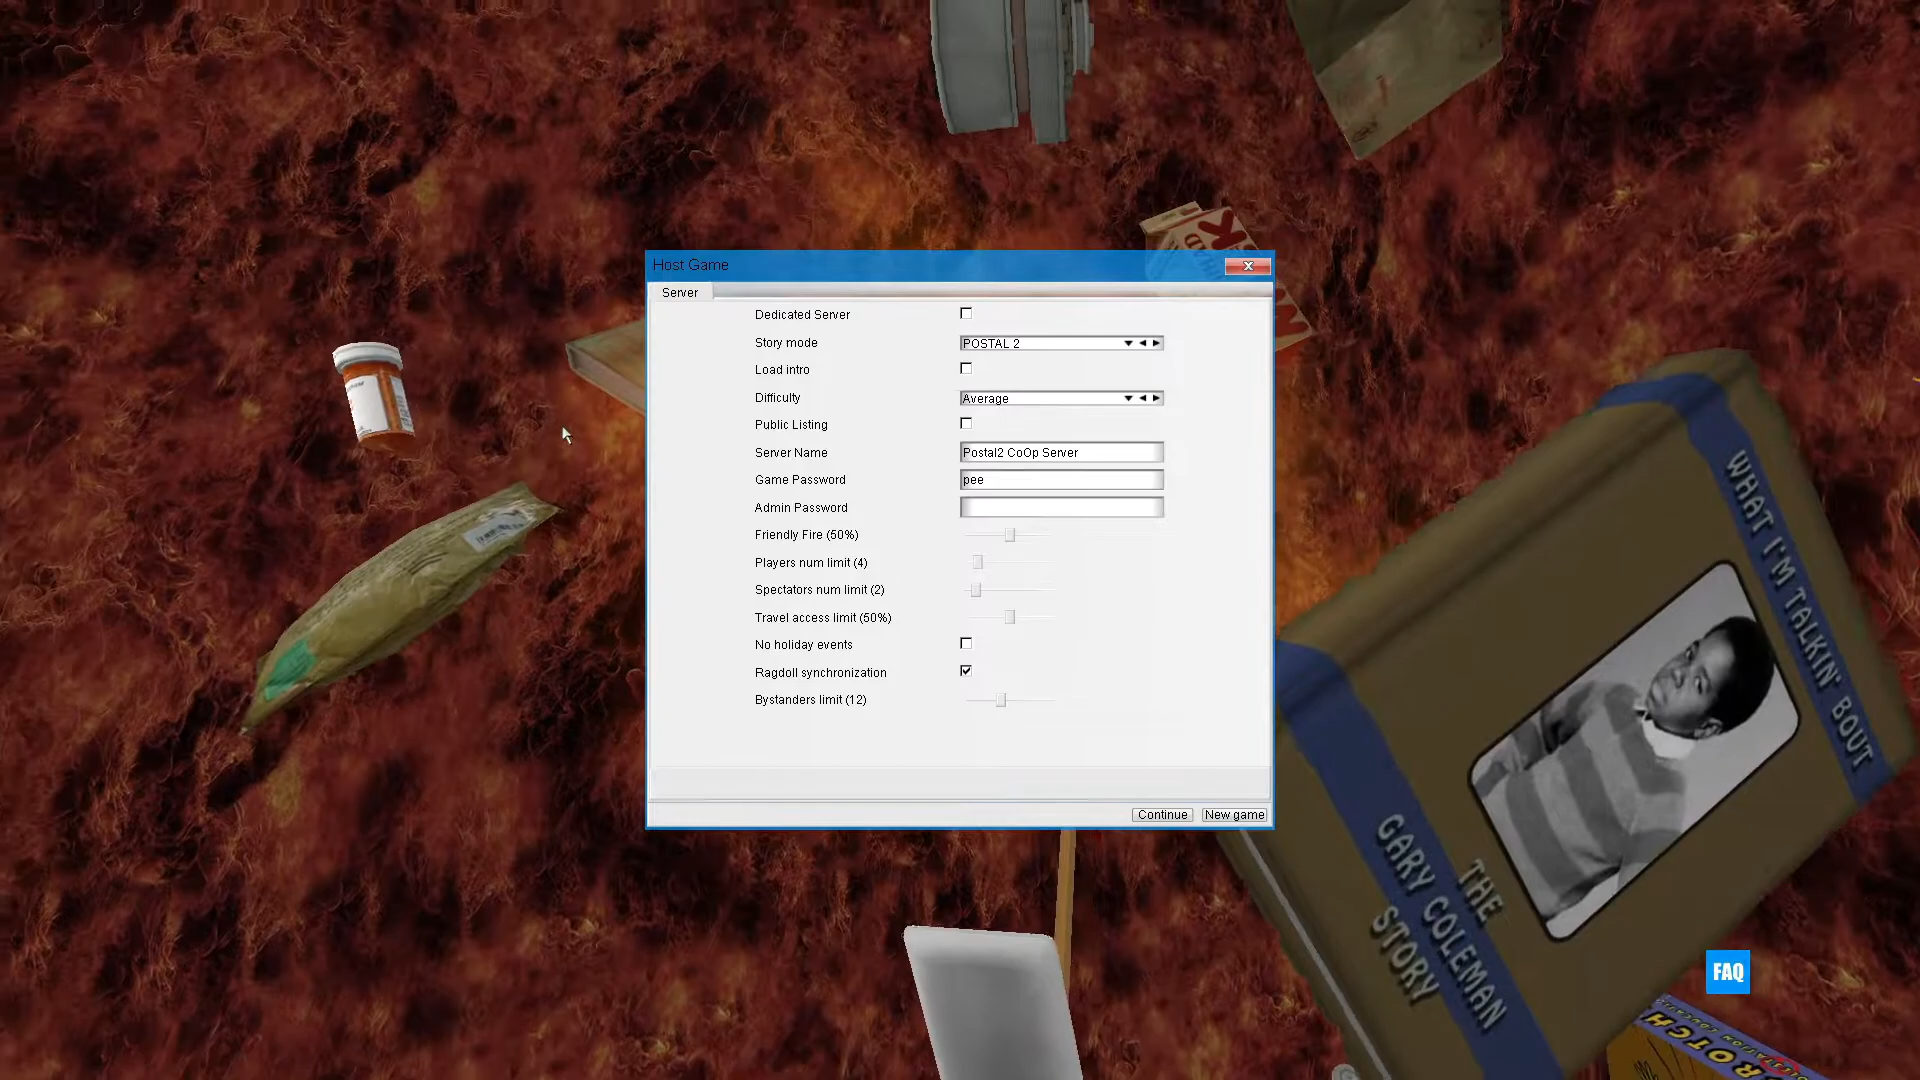 Host Game
X
Server
Dedicated Server
Story mode
POSTAL 2
Load intro
Difficulty
Average
Public Listing
Server Name
Postal2 CoOp Server
Game Password
pee
Admin Password
Friendly Fire (50%)
Players num limit (4)
Spectators num limit (2)
Travel access limit (50%)
No holiday events
Ragdoll synchronization
Bystanders limit (12)
Continue
New game
WHAT I'M TALKIN' BOUT
THE
GARY COLEMAN
STORY
FAQ